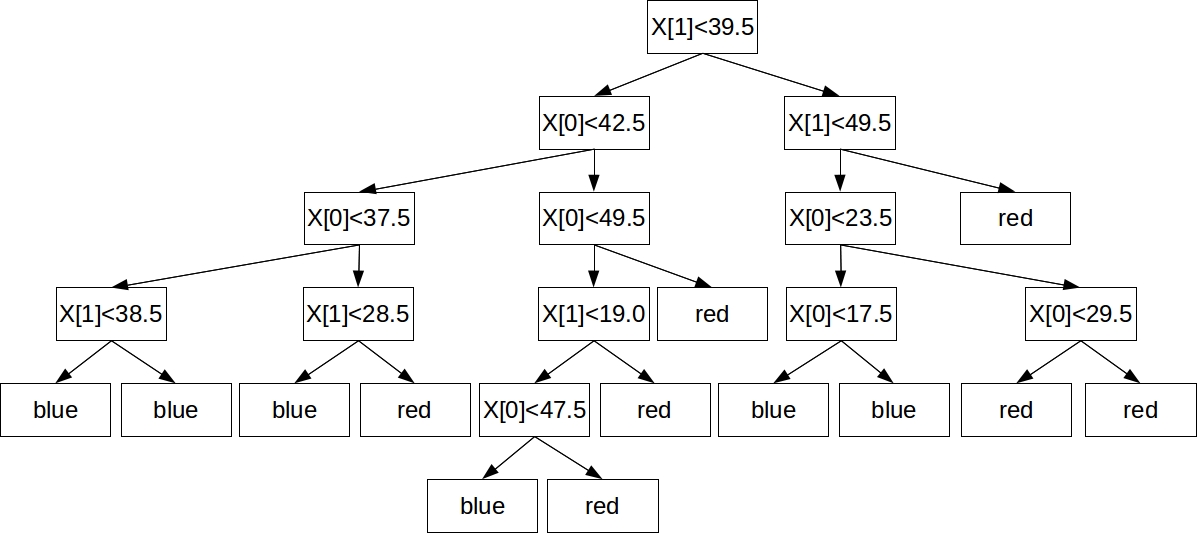 X[1]<39.5
X[0]<42.5
X[1]<49.5
X[0]<37.5
X[0]<49.5
X[0]<23.5
red
X[1]<38.5
X[1]<28.5
X[1]<19.0
red
X[0]<17.5
X[0]<29.5
blue
blue
blue
red
X[0]<47.5
red
blue
blue
red
red
blue
red